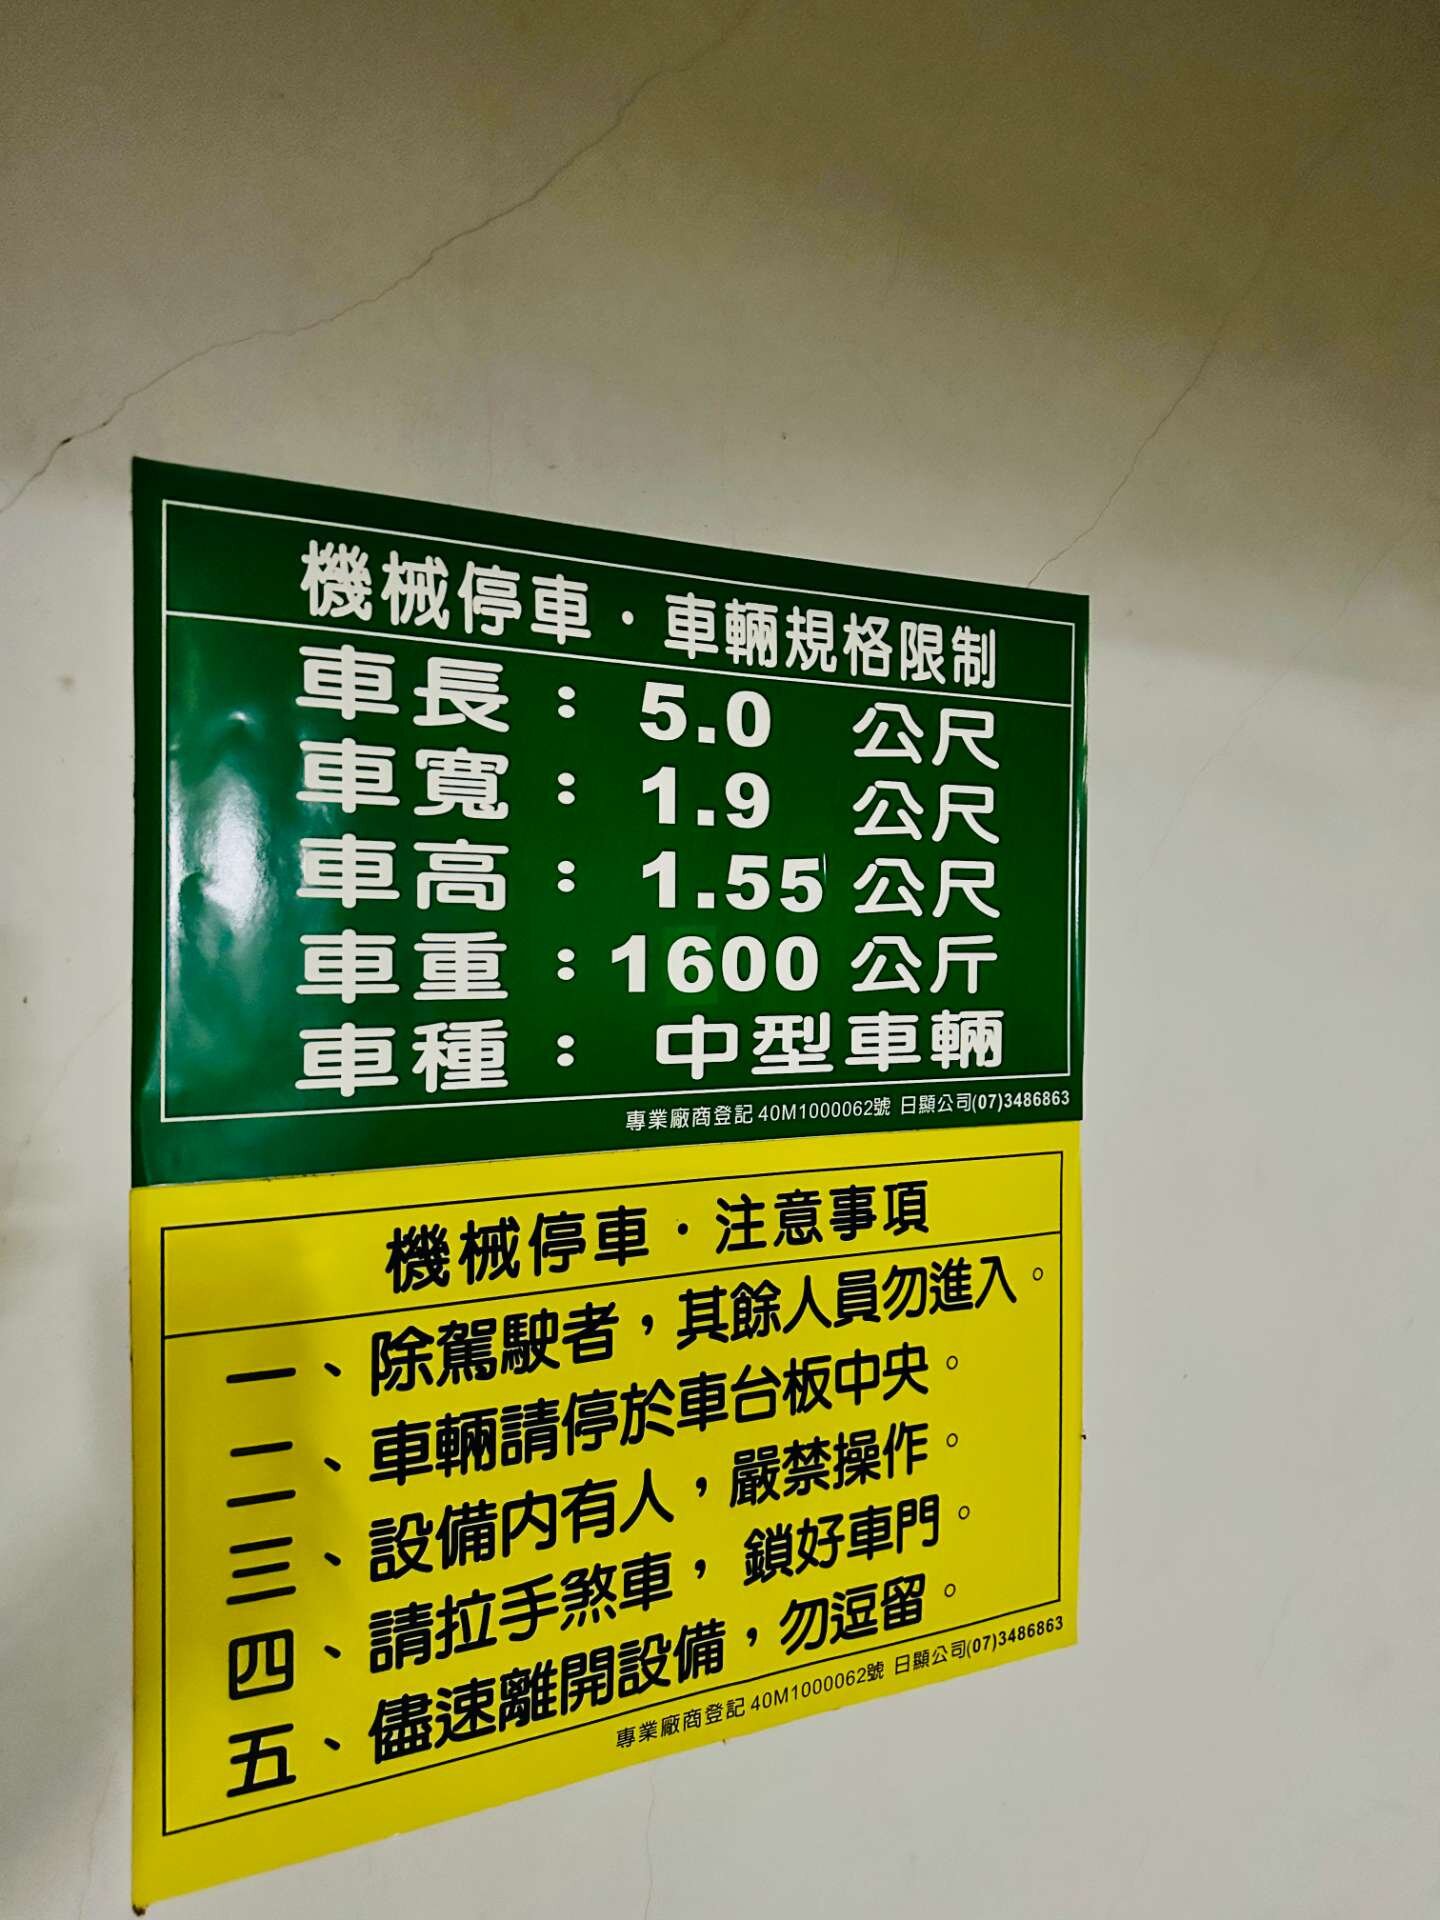 機械停車・車輛規格限制
車長：5.0 公尺
車寬：1.9 公尺
車高：1.55 公尺
車重：1600 公斤
車種：中型車輛
專業廠商登記 40M1000062號 日顯公司(07)3486863
機械停車・注意事項
一、除駕駛者，其餘人員勿進入。
二、車輛請停於車台板中央。
三、設備內有人，嚴禁操作。
四、請拉手煞車，鎖好車門。
五、儘速離開設備，勿逗留。
專業廠商登記 40M1000062號 日顯公司(07)3486863